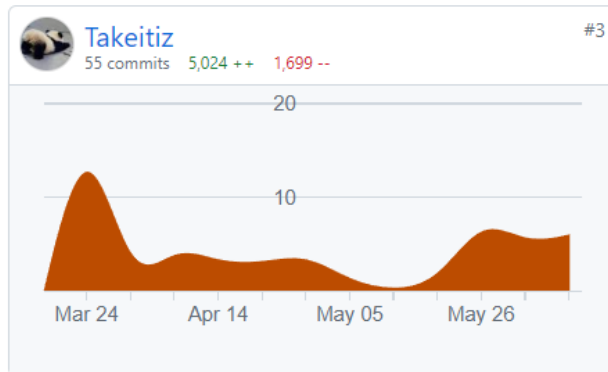 Takeitiz
#3
55 commits 5,024 ++ 1,699 --
20
10
Mar 24 Apr 14 May 05 May 26